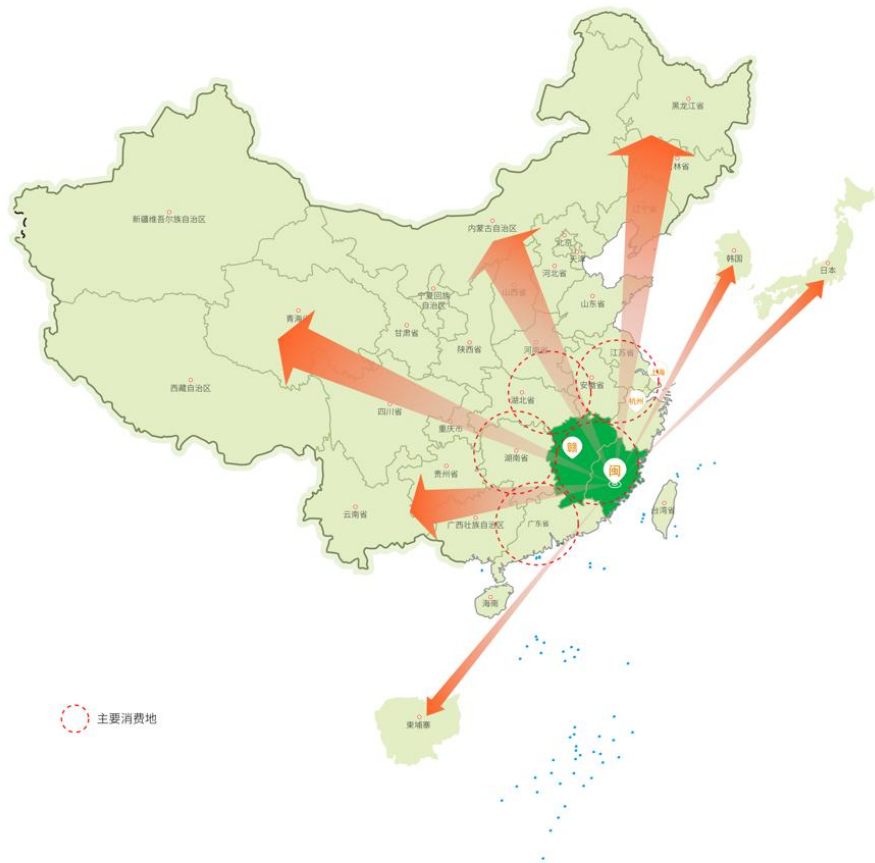 黑龙江省
林省
辽宁省
新疆维吾尔族自治区
内蒙古自治区
北京
天津
河北省
韩国
日本
宁夏回族
自治区
山西省
山东省
青海
甘肃省
陕西省
河南省
江苏省
上海
西藏自治区
安徽省
杭州
湖北省
四川省
重庆市
赣
湖南省
闽
贵州省
云南省
广西壮族自治区
广东省
台湾省
海南
主要消费地
柬埔寨